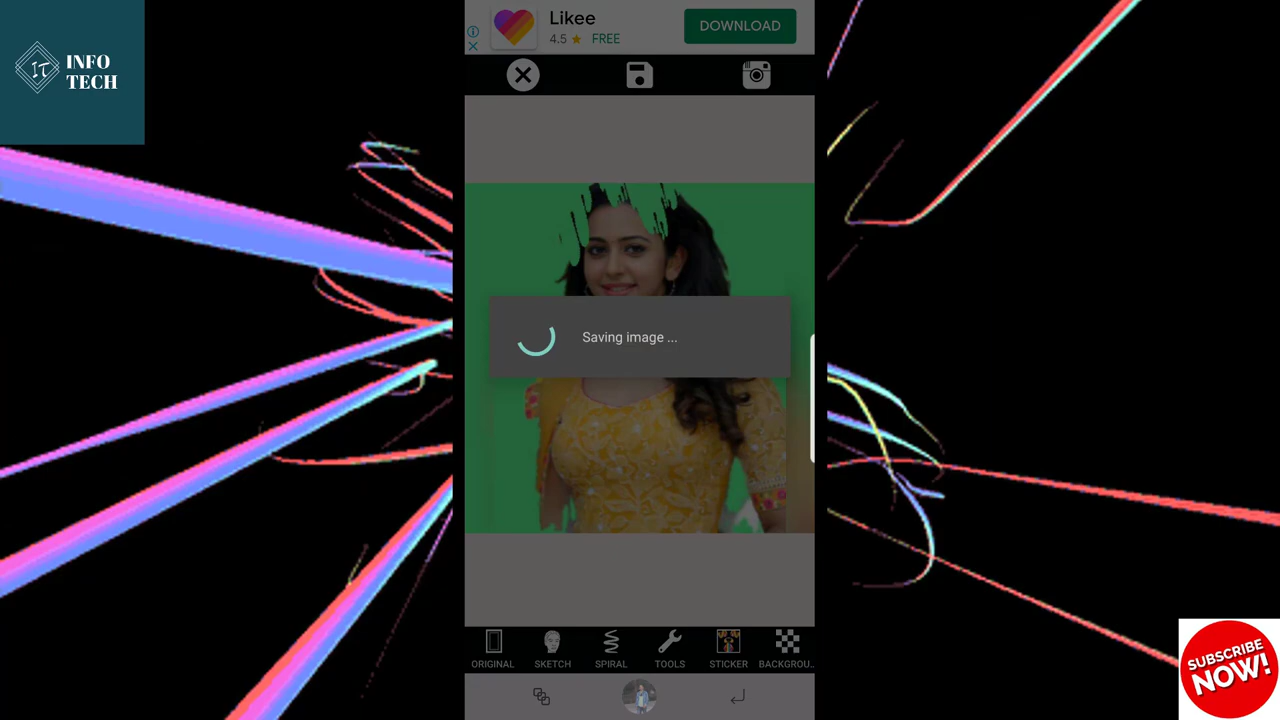 INFO
TECH
Likee
4.5 ★ FREE
DOWNLOAD
Saving image ...
ORIGINAL
SKETCH
SPIRAL
TOOLS
STICKER
BACKGROU..
SUBSCRIBE
NOW!